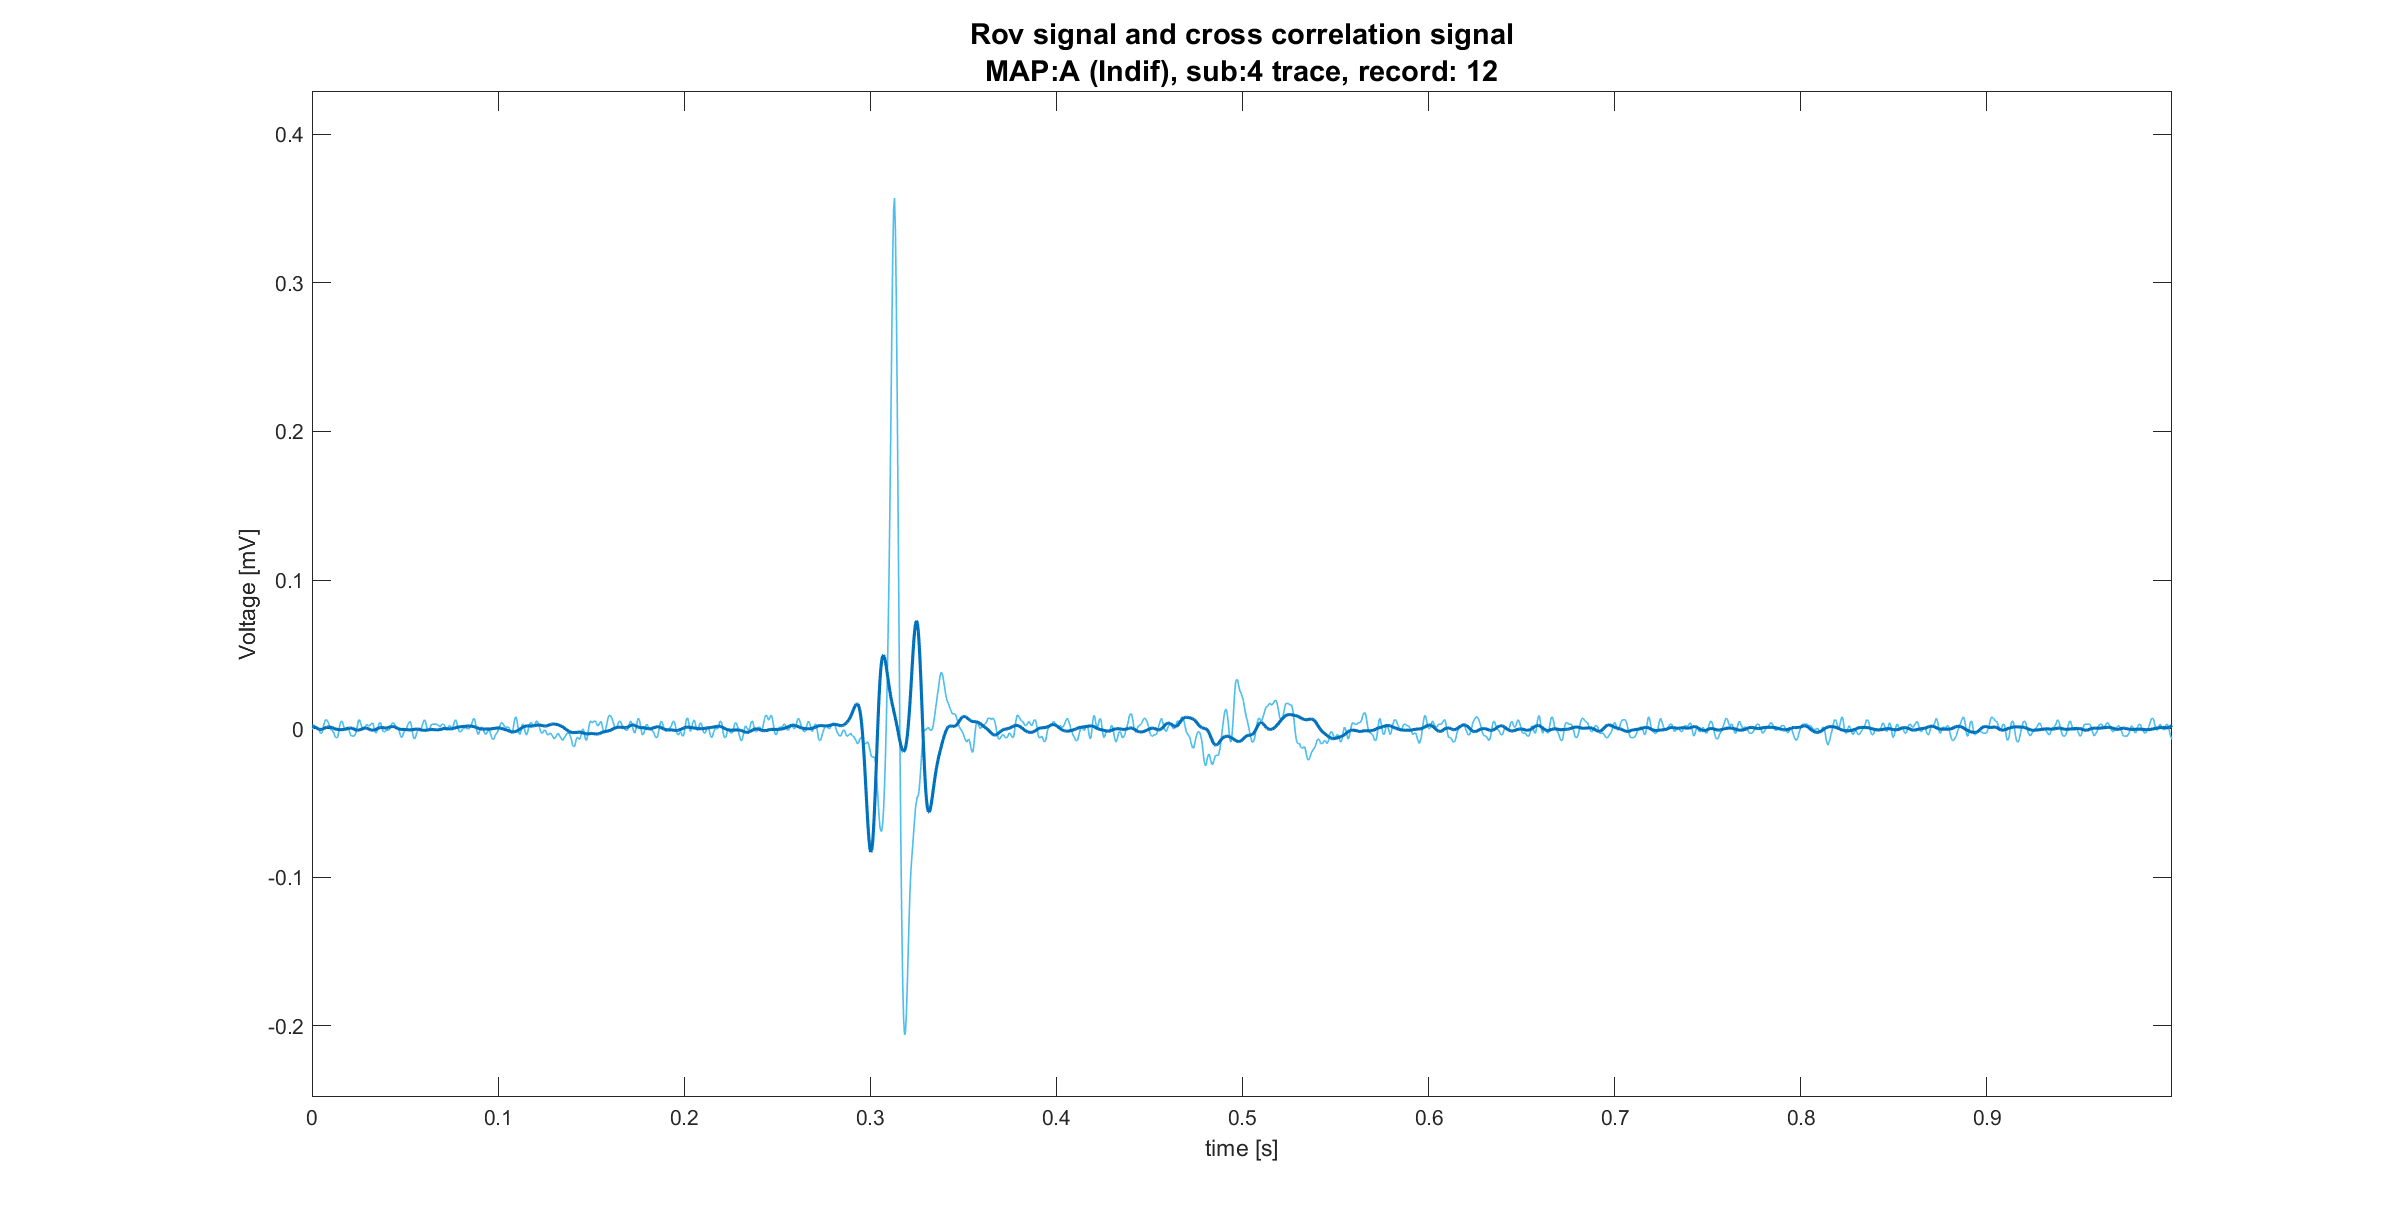 Rov signal and cross correlation signal
MAP:A (Indif), sub:4 trace, record: 12
0.4
0.3
0.2
0.1
0
-0.1
-0.2
Voltage [mV]
0 0.1 0.2 0.3 0.4 0.5 0.6 0.7 0.8 0.9
time [s]